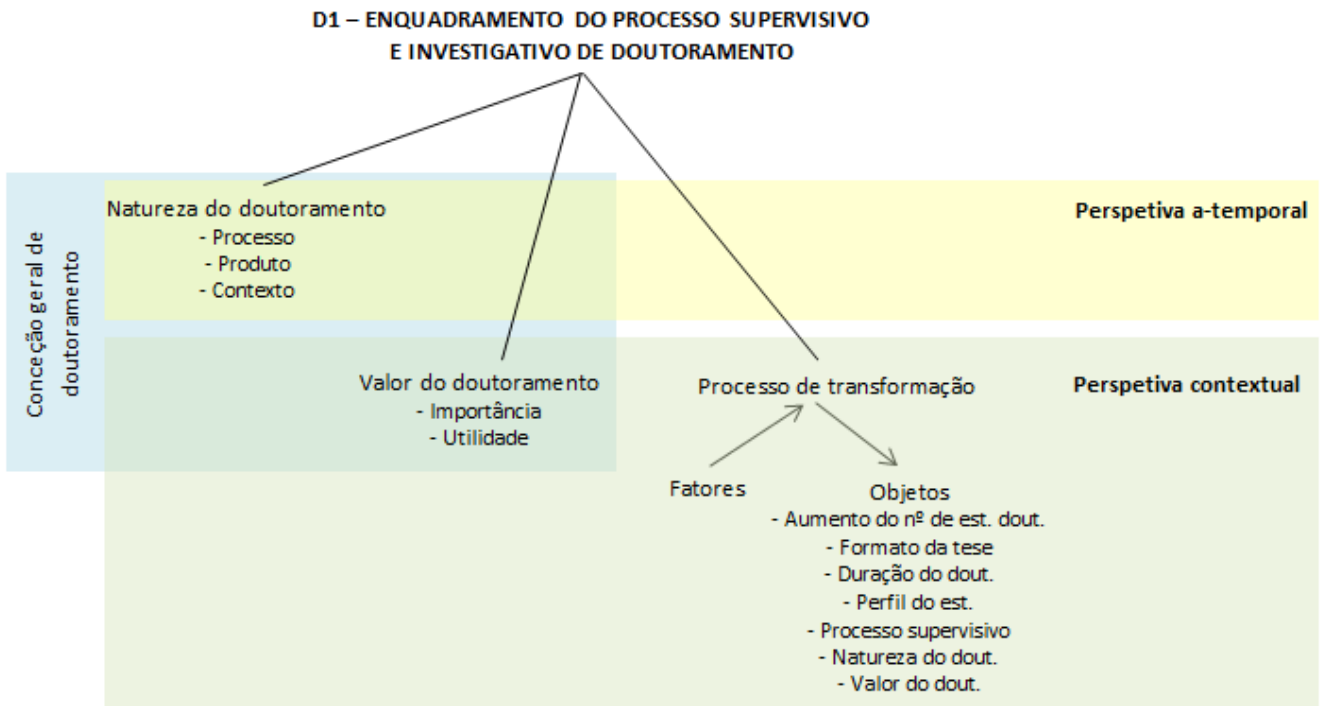 D1 – ENQUADRAMENTO DO PROCESSO SUPERVISIVO
E INVESTIGATIVO DE DOUTORAMENTO
Conceção geral de
doutoramento
Natureza do doutoramento
- Processo
- Produto
- Contexto
Perspetiva a-temporal
Valor do doutoramento
- Importância
- Utilidade
Processo de transformação
Perspetiva contextual
Fatores
Objetos
- Aumento do nº de est. dout.
- Formato da tese
- Duração do dout.
- Perfil do est.
- Processo supervisivo
- Natureza do dout.
- Valor do dout.